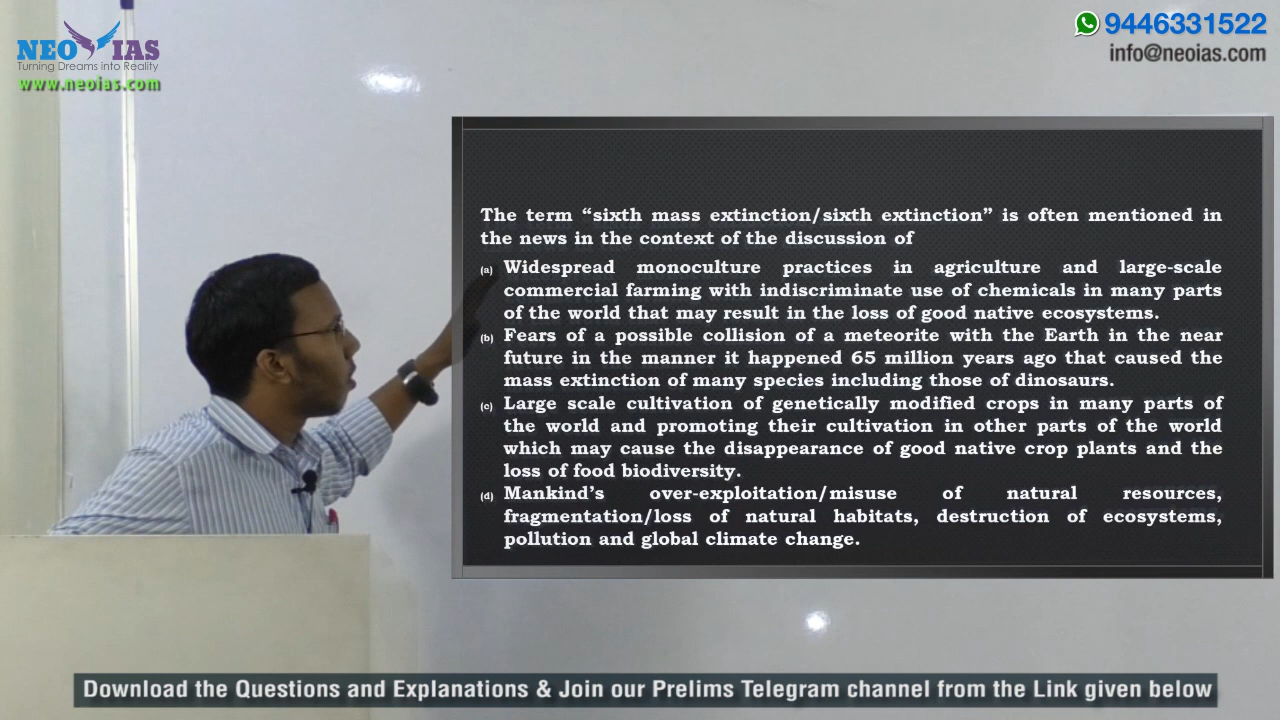 NEO IAS
Turning Dreams into Reality
www.neoias.com
9446331522
info@neoias.com
The term “sixth mass extinction/sixth extinction” is often mentioned in
the news in the context of the discussion of
(a) Widespread monoculture practices in agriculture and large-scale
commercial farming with indiscriminate use of chemicals in many parts
of the world that may result in the loss of good native ecosystems.
(b) Fears of a possible collision of a meteorite with the Earth in the near
future in the manner it happened 65 million years ago that caused the
mass extinction of many species including those of dinosaurs.
(c) Large scale cultivation of genetically modified crops in many parts of
the world and promoting their cultivation in other parts of the world
which may cause the disappearance of good native crop plants and the
loss of food biodiversity.
(d) Mankind’s over-exploitation/misuse of natural resources,
fragmentation/loss of natural habitats, destruction of ecosystems,
pollution and global climate change.
Download the Questions and Explanations & Join our Prelims Telegram channel from the Link given below